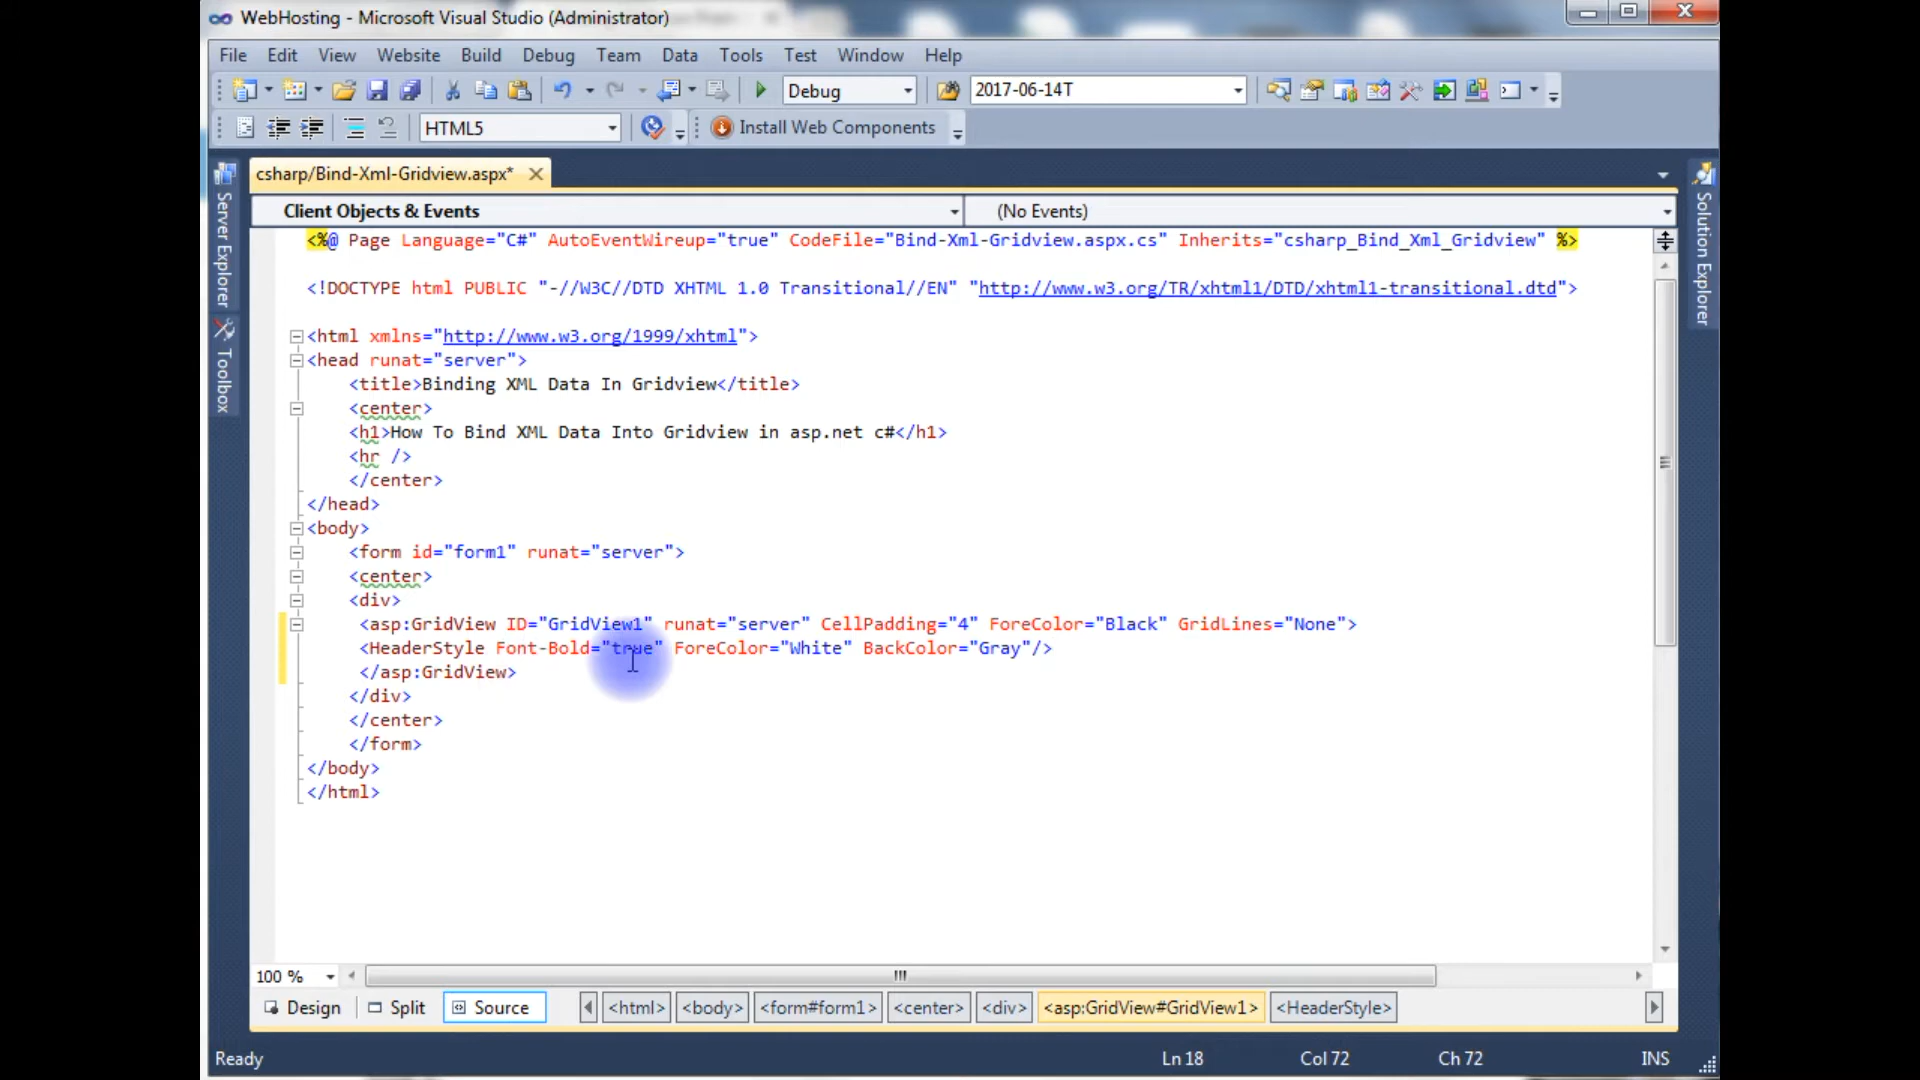 WebHosting - Microsoft Visual Studio (Administrator)
File Edit View Website Build Debug Team Data Tools Test Window Help
Debug 2017-06-14T
HTML5 Install Web Components
csharp/Bind-Xml-Gridview.aspx*
Client Objects & Events (No Events)
Server Explorer
Toolbox
Solution Explorer
<%@ Page Language="C#" AutoEventWireup="true" CodeFile="Bind-Xml-Gridview.aspx.cs" Inherits="csharp_Bind_Xml_Gridview" %>
<!DOCTYPE html PUBLIC "-//W3C//DTD XHTML 1.0 Transitional//EN" "http://www.w3.org/TR/xhtml1/DTD/xhtml1-transitional.dtd">
<html xmlns="http://www.w3.org/1999/xhtml">
<head runat="server">
<title>Binding XML Data In Gridview</title>
<center>
<h1>How To Bind XML Data Into Gridview in asp.net c#</h1>
<hr />
</center>
</head>
<body>
<form id="form1" runat="server">
<center>
<div>
<asp:GridView ID="GridView1" runat="server" CellPadding="4" ForeColor="Black" GridLines="None">
<HeaderStyle Font-Bold="true" ForeColor="White" BackColor="Gray"/>
</asp:GridView>
</div>
</center>
</form>
</body>
</html>
100 %
Design Split Source <html> <body> <form#form1> <center> <div> <asp:GridView#GridView1> <HeaderStyle>
Ready Ln 18 Col 72 Ch 72 INS